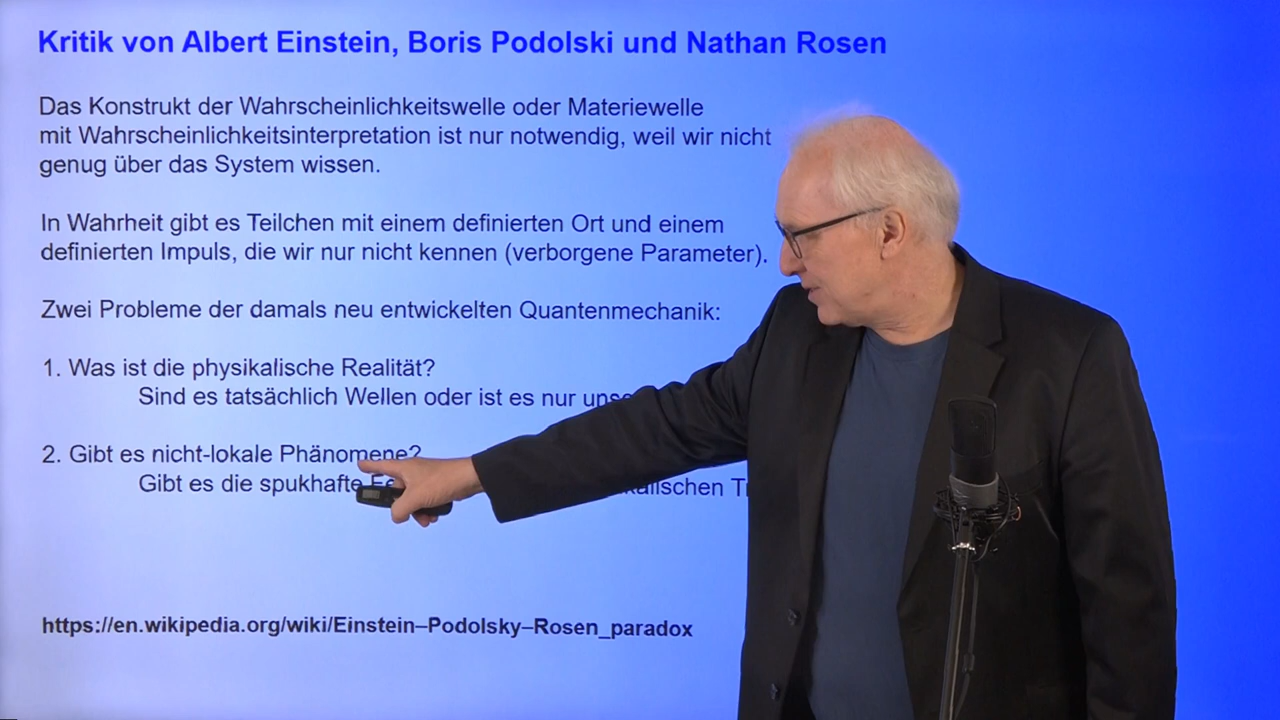 Kritik von Albert Einstein, Boris Podolski und Nathan Rosen
Das Konstrukt der Wahrscheinlichkeitswelle oder Materiewelle
mit Wahrscheinlichkeitsinterpretation ist nur notwendig, weil wir nicht
genug über das System wissen.
In Wahrheit gibt es Teilchen mit einem definierten Ort und einem
definierten Impuls, die wir nur nicht kennen (verborgene Parameter).
Zwei Probleme der damals neu entwickelten Quantenmechanik:
1. Was ist die physikalische Realität?
Sind es tatsächlich Wellen oder ist es nur
2. Gibt es nicht-lokale Phänomene?
Gibt es die spukhafte
https://en.wikipedia.org/wiki/Einstein–Podolsky–Rosen_paradox